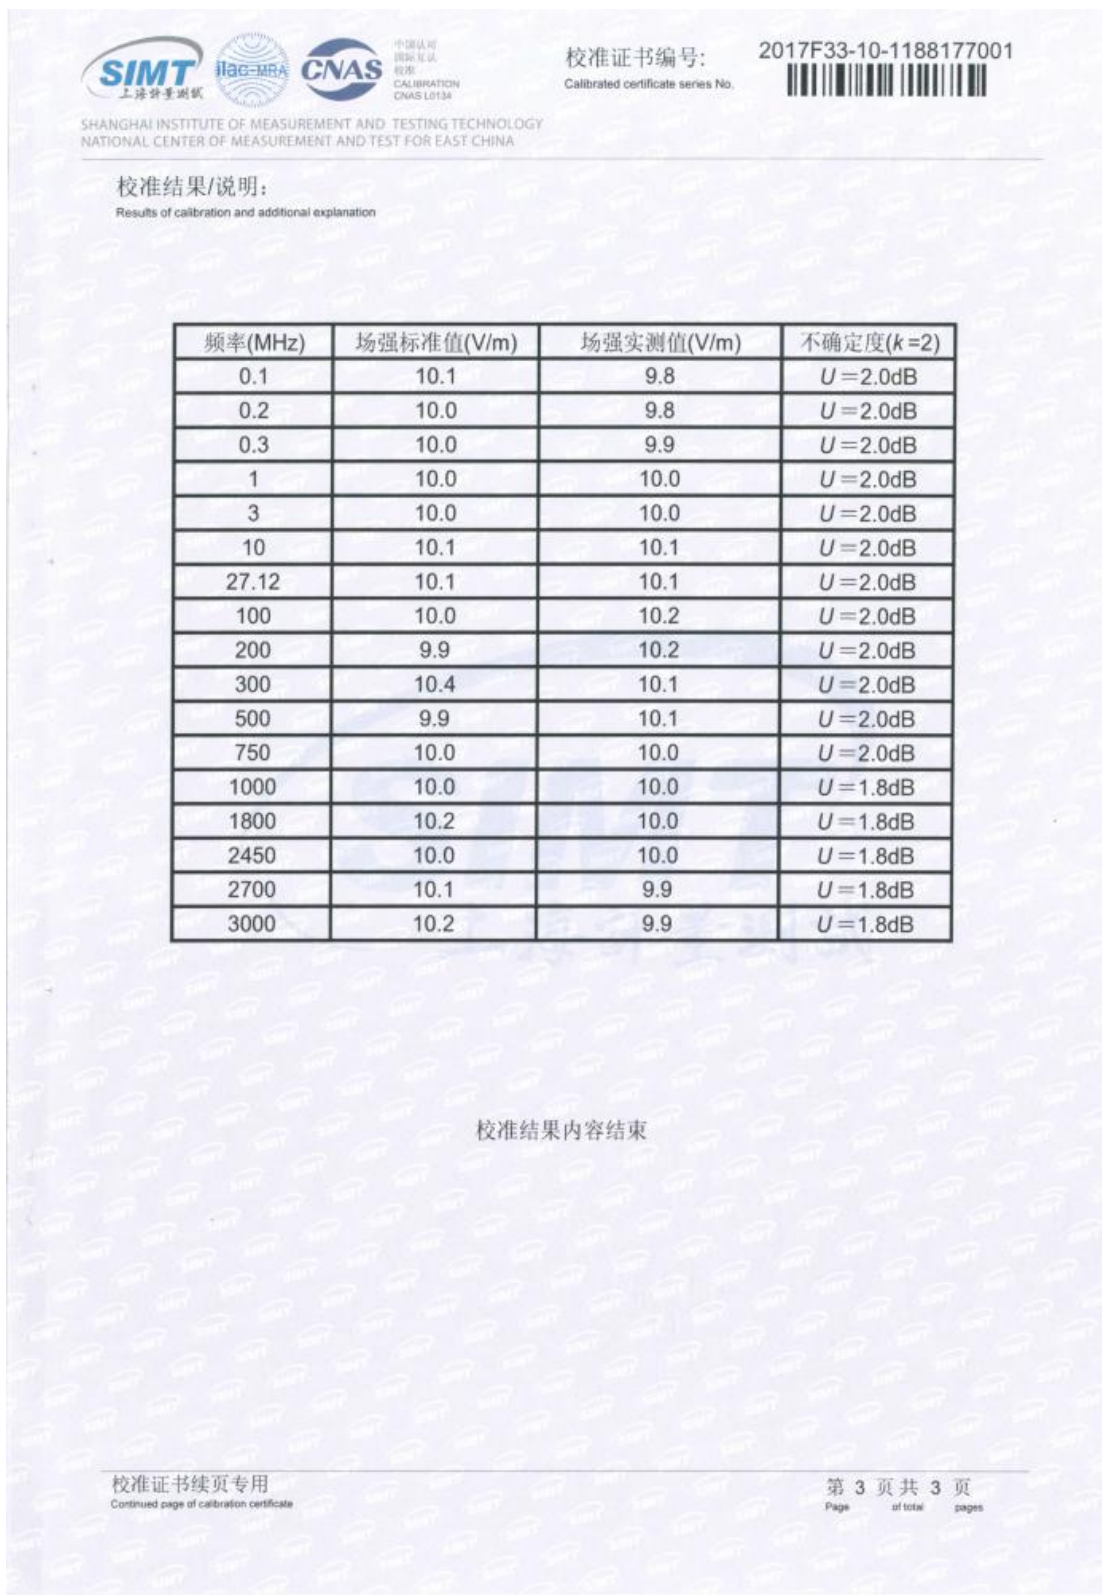 SIMT
上海计量测试
ilac-MRA
CNAS
中国认可
国际互认
校准
CALIBRATION
CNAS L0134
校准证书编号:
Calibrated certificate series No.
2017F33-10-1188177001
SHANGHAI INSTITUTE OF MEASUREMENT AND TESTING TECHNOLOGY
NATIONAL CENTER OF MEASUREMENT AND TEST FOR EAST CHINA
校准结果/说明:
Results of calibration and additional explanation
频率(MHz) 场强标准值(V/m) 场强实测值(V/m) 不确定度(k=2)
0.1 10.1 9.8 U=2.0dB
0.2 10.0 9.8 U=2.0dB
0.3 10.0 9.9 U=2.0dB
1 10.0 10.0 U=2.0dB
3 10.0 10.0 U=2.0dB
10 10.1 10.1 U=2.0dB
27.12 10.1 10.1 U=2.0dB
100 10.0 10.2 U=2.0dB
200 9.9 10.2 U=2.0dB
300 10.4 10.1 U=2.0dB
500 9.9 10.1 U=2.0dB
750 10.0 10.0 U=2.0dB
1000 10.0 10.0 U=1.8dB
1800 10.2 10.0 U=1.8dB
2450 10.0 10.0 U=1.8dB
2700 10.1 9.9 U=1.8dB
3000 10.2 9.9 U=1.8dB
校准结果内容结束
校准证书续页专用
Continued page of calibration certificate
第 3 页共 3 页
Page of total pages